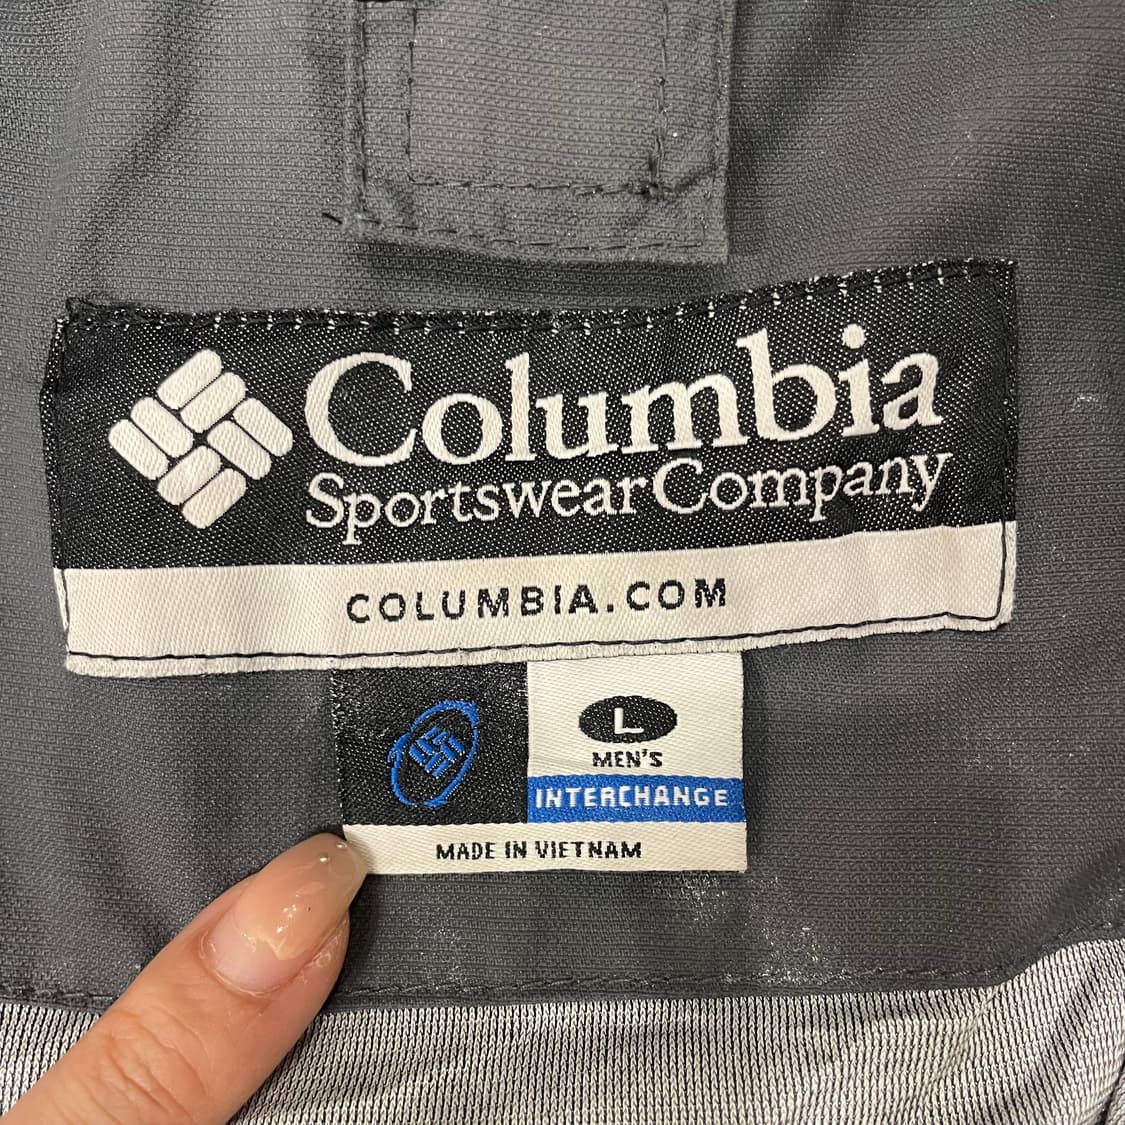 Columbia
Sportswear Company
COLUMBIA.COM
L
MEN'S
INTERCHANGE
MADE IN VIETNAM